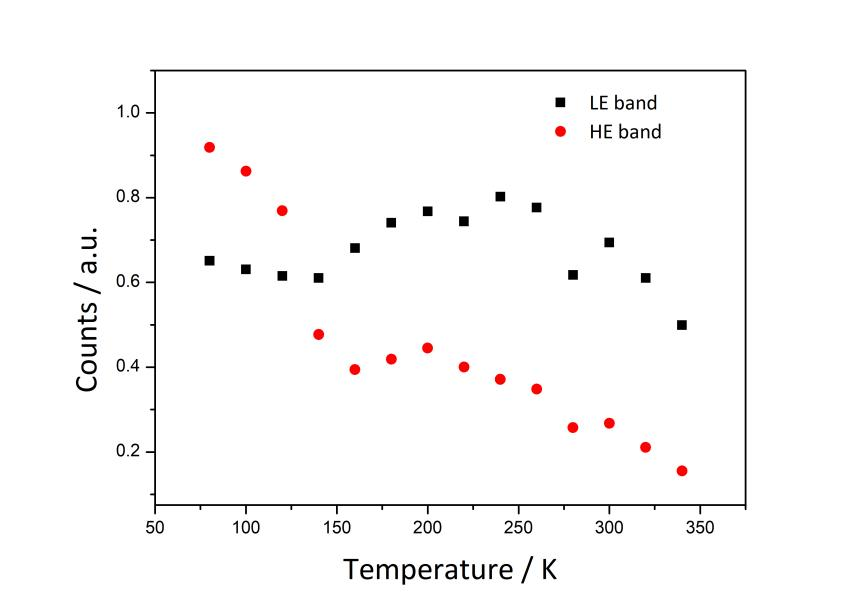 LE band
HE band
1.0
0.8
0.6
0.4
0.2
Counts / a.u.
50 100 150 200 250 300 350
Temperature / K